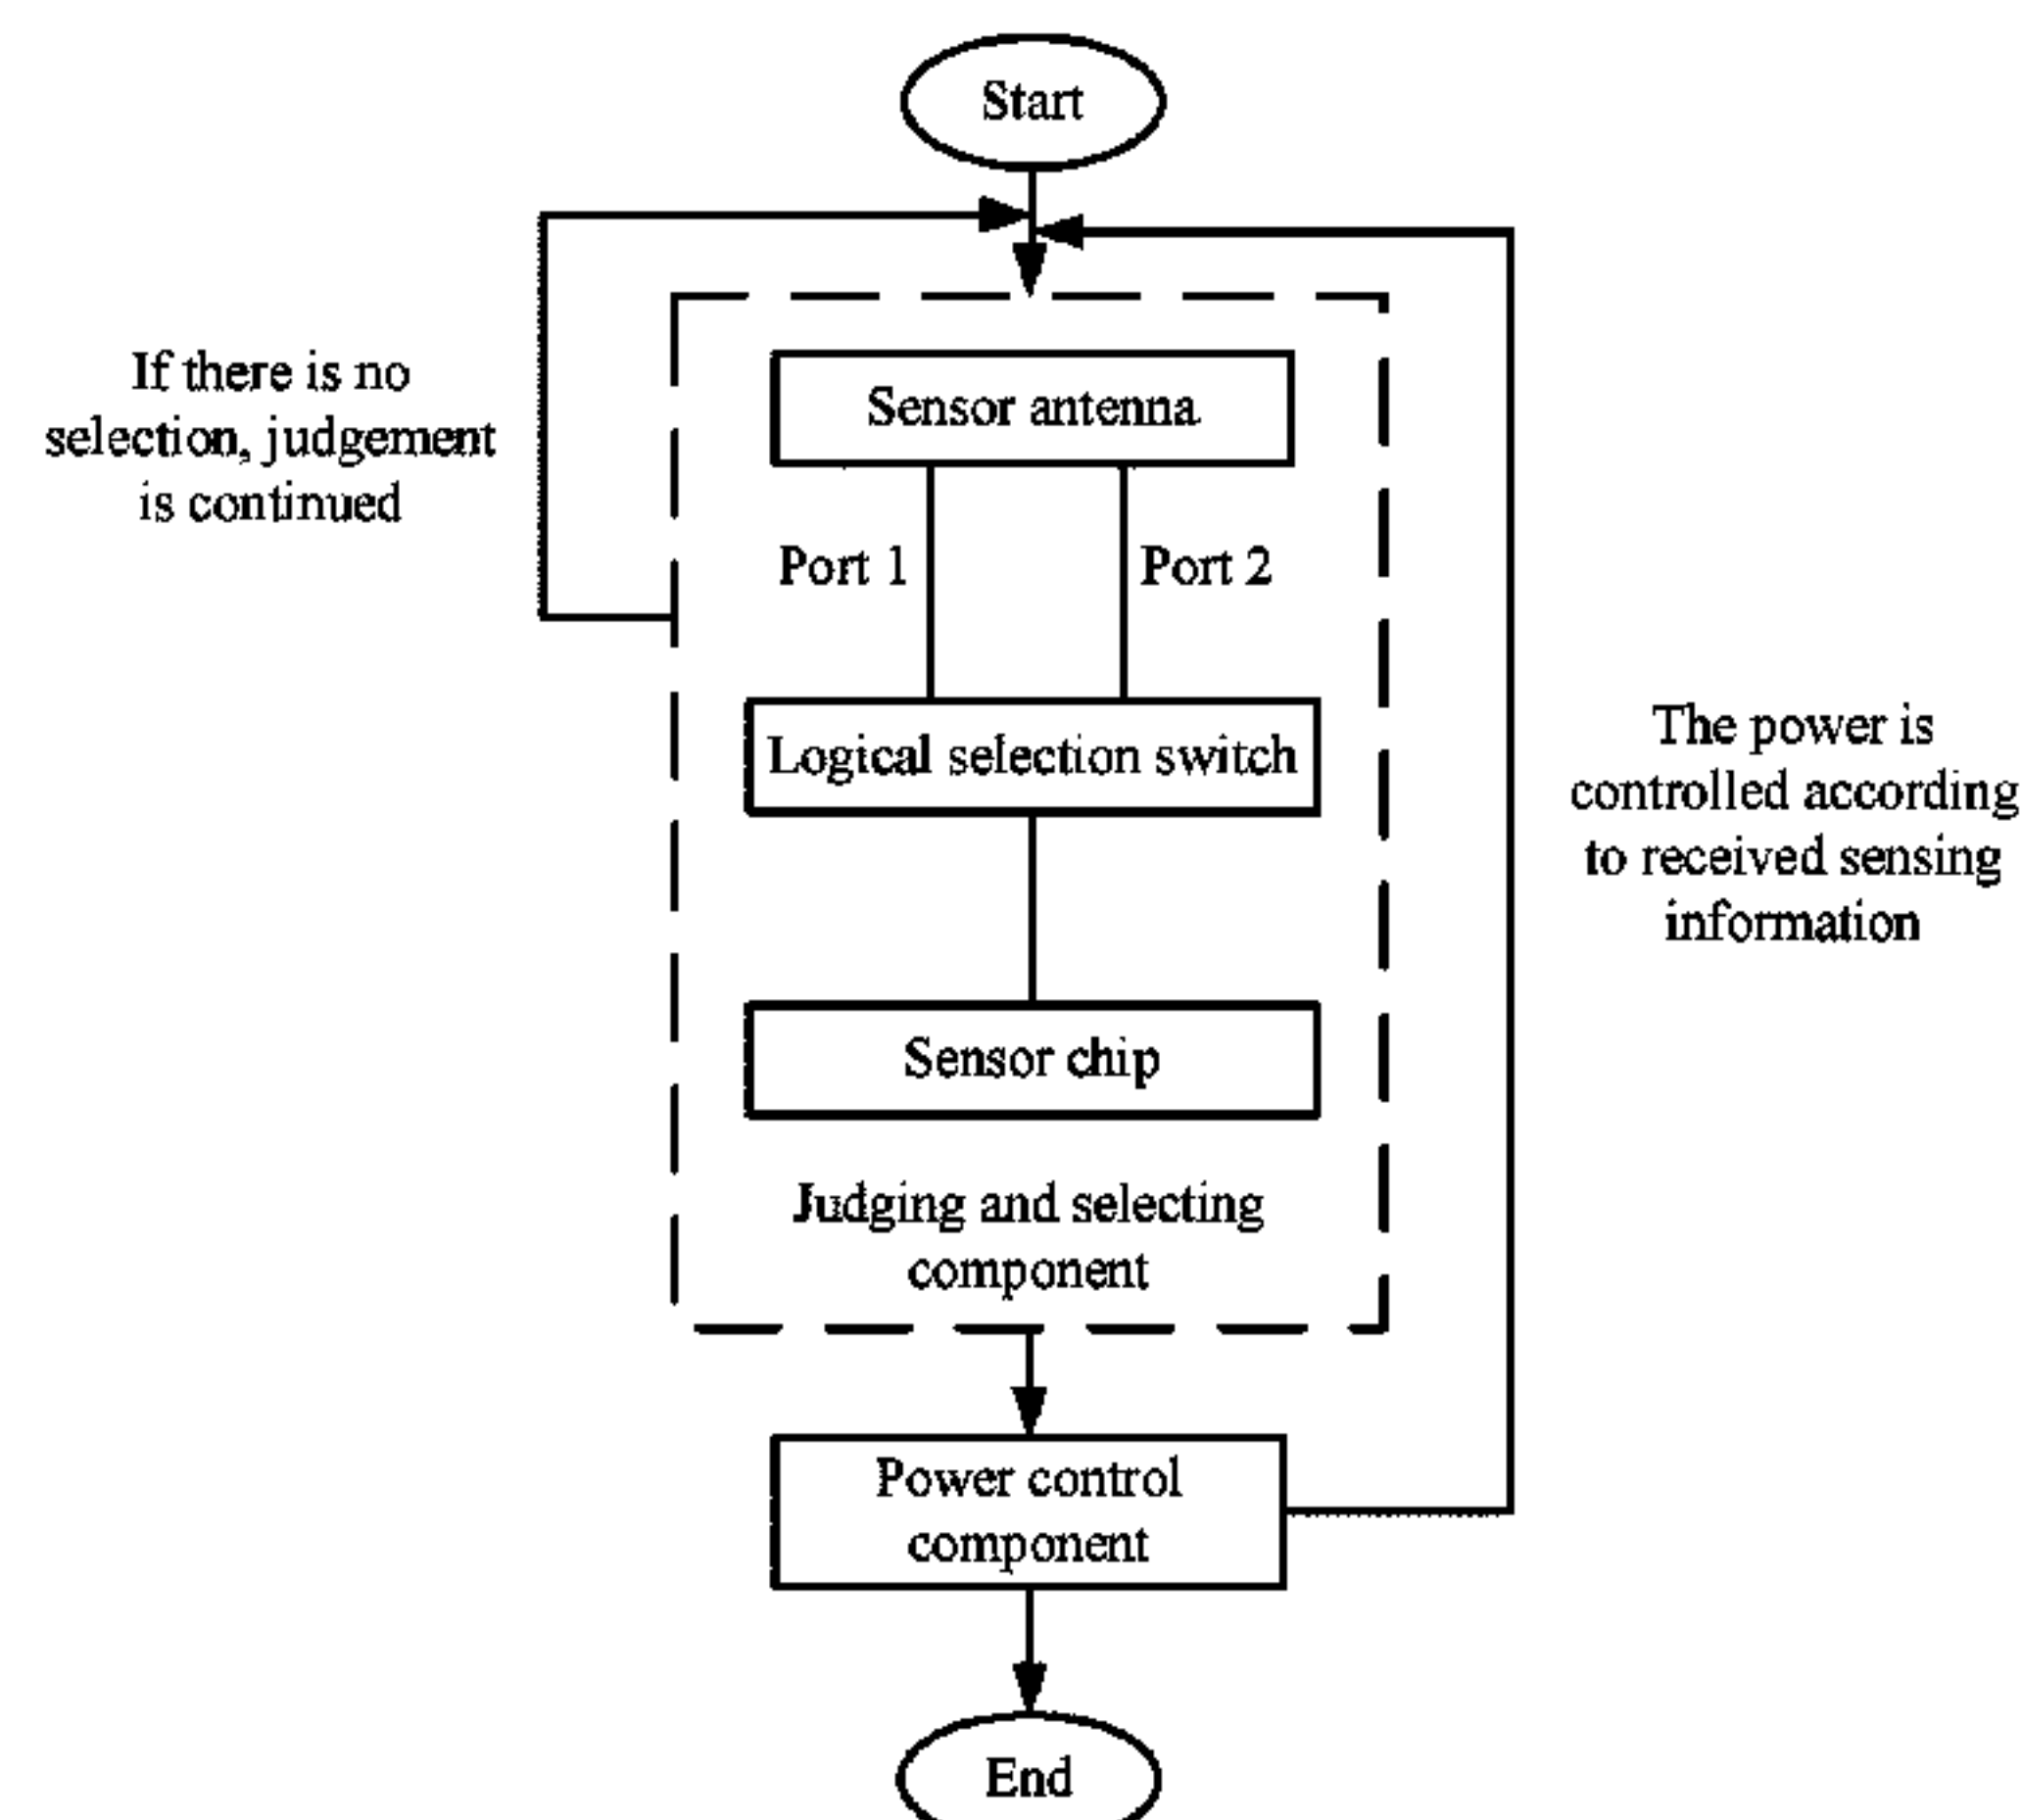 Start
If there is no
selection, judgement
is continued
Sensor antenna
Port 1
Port 2
Logical selection switch
The power is
controlled according
to received sensing
information
Sensor chip
Judging and selecting
component
Power control
component
End